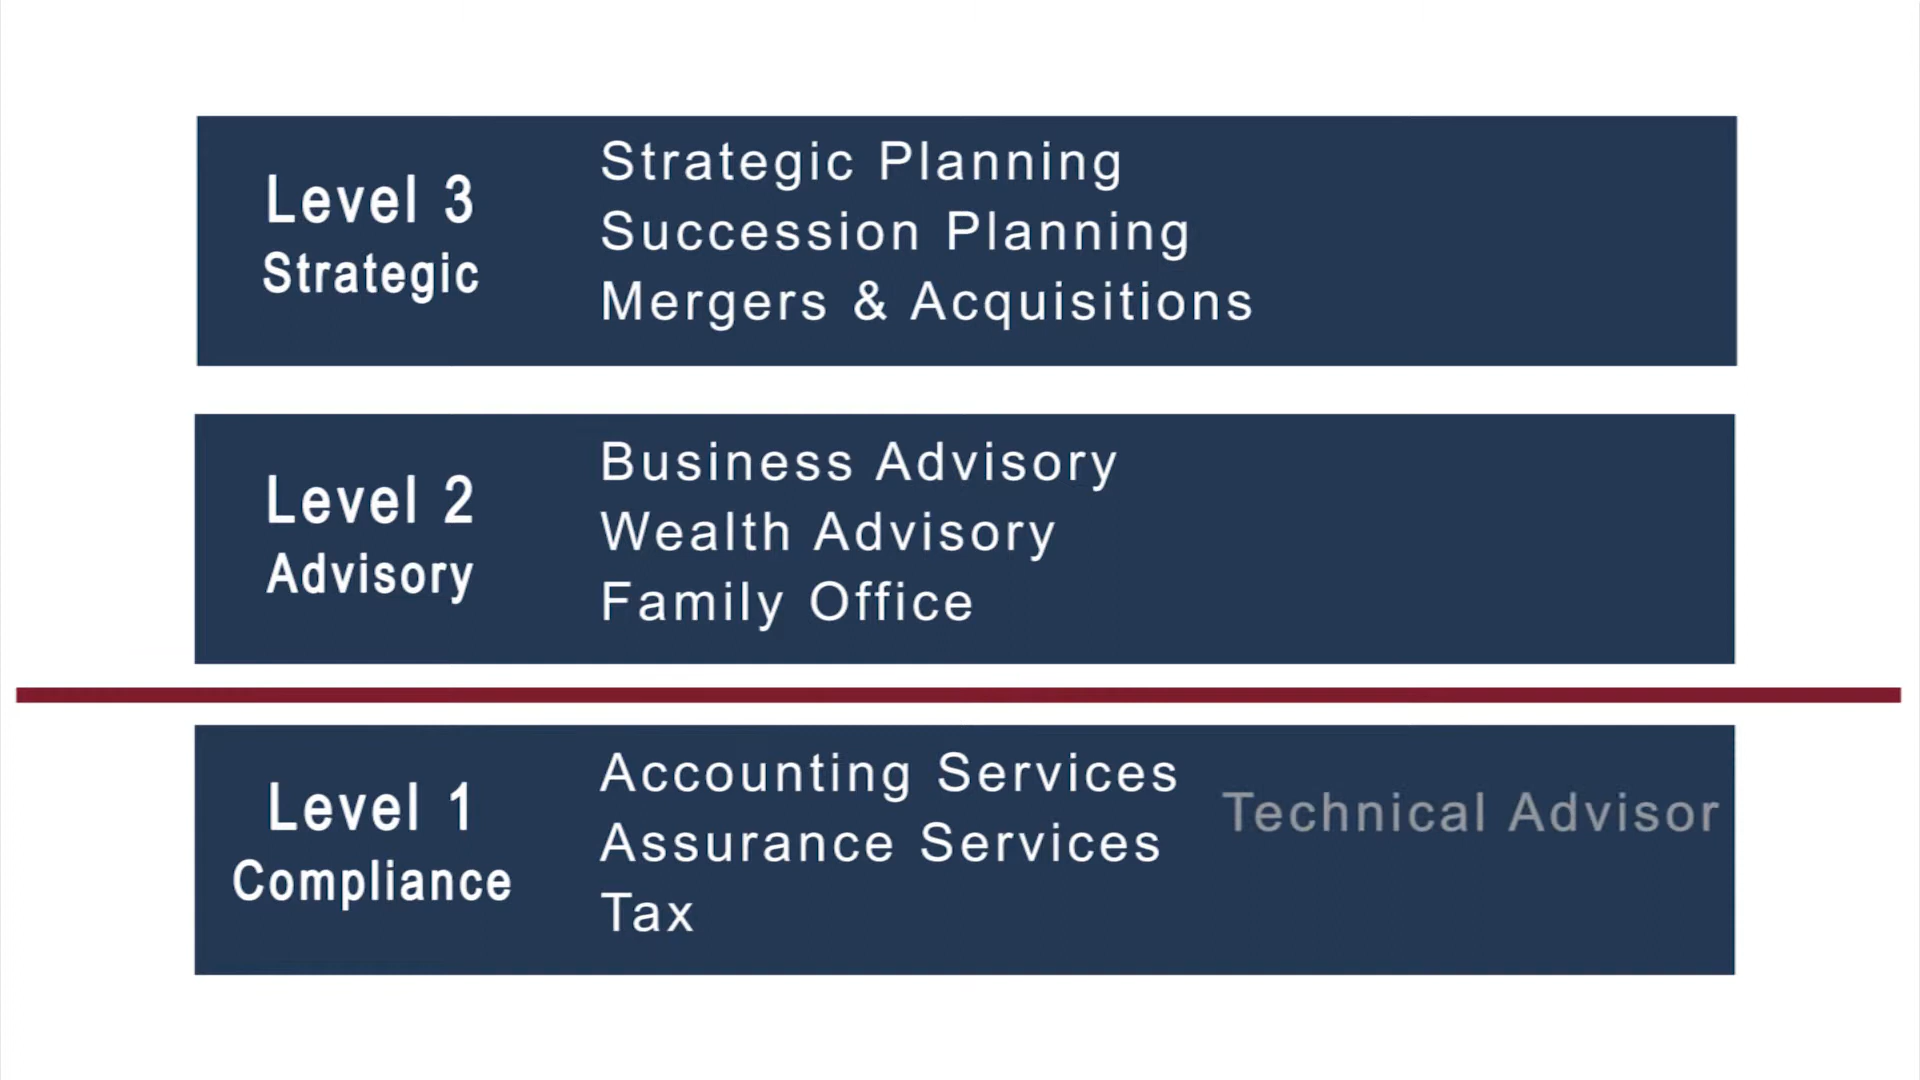 Level 3
Strategic
Strategic Planning
Succession Planning
Mergers & Acquisitions
Level 2
Advisory
Business Advisory
Wealth Advisory
Family Office
Level 1
Compliance
Accounting Services
Assurance Services
Tax
Technical Advisor